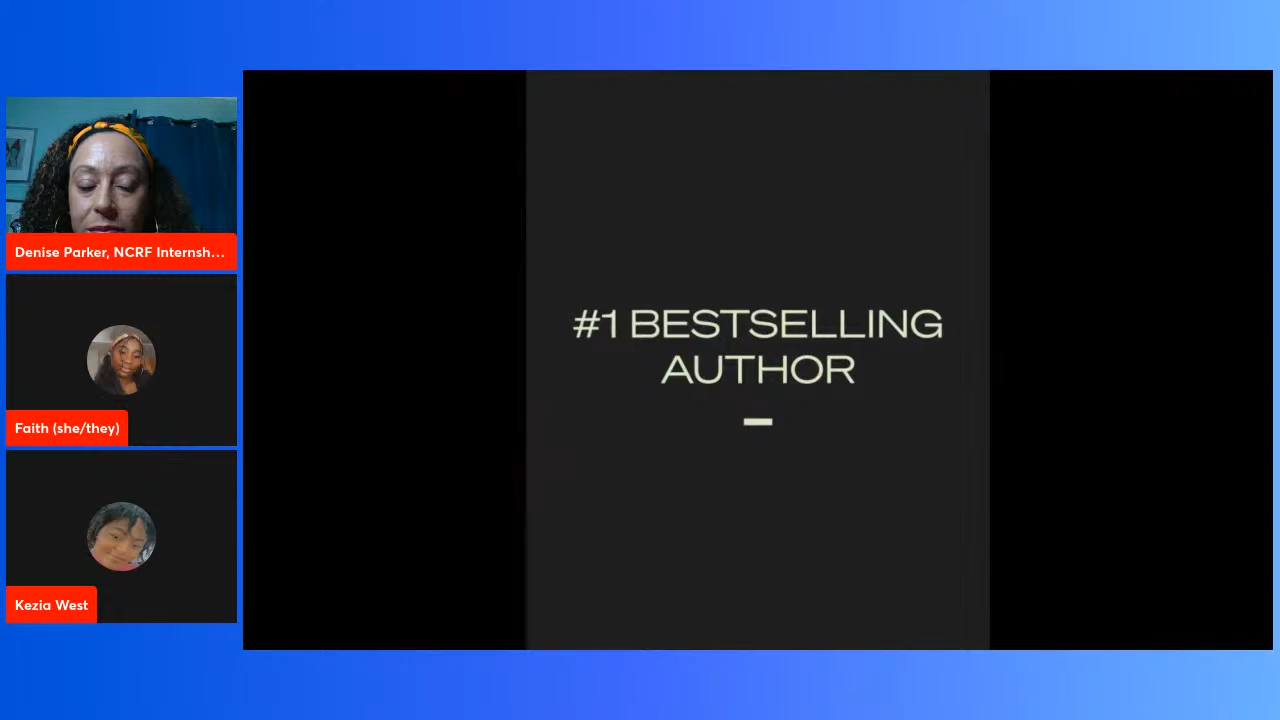 Denise Parker, NCRF Internsh...
Faith (she/they)
Kezia West
#1 BESTSELLING
AUTHOR